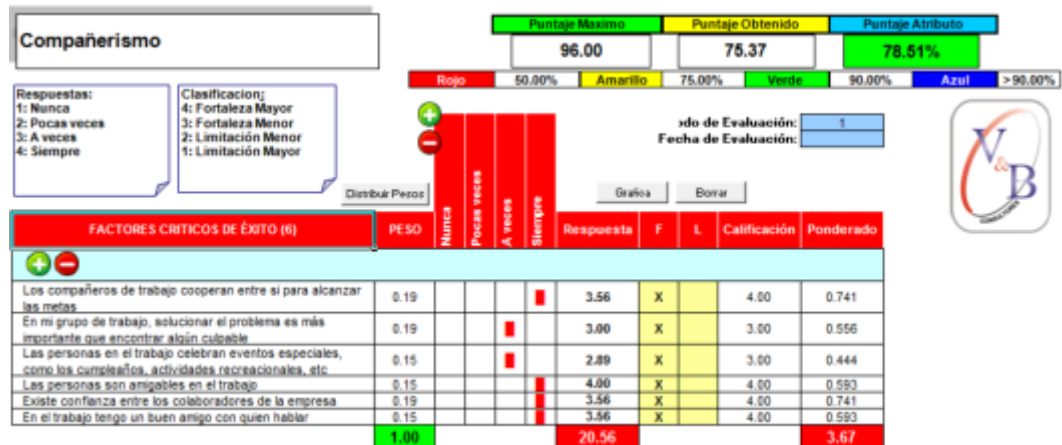 Compañerismo
Puntaje Maximo Puntaje Obtenido Puntaje Atributo
96.00 75.37 78.51%
Rojo 50.00% Amarillo 75.00% Verde 90.00% Azul >90.00%
Respuestas:
1: Nunca
2: Pocas veces
3: A veces
4: Siempre
Clasificacion:
4: Fortaleza Mayor
3: Fortaleza Menor
2: Limitación Menor
1: Limitación Mayor
do de Evaluación: 1
Fecha de Evaluación:
V&B
CONSULTORES
Distribuir Pesos
Grafica Borrar
FACTORES CRITICOS DE ÉXITO (6) PESO Nunca Pocas veces A veces Siempre Respuesta F L Calificación Ponderado
Los compañeros de trabajo cooperan entre si para alcanzar
las metas 0.19 3.56 X 4.00 0.741
En mi grupo de trabajo, solucionar el problema es más
importante que encontrar algún culpable 0.19 3.00 X 3.00 0.556
Las personas en el trabajo celebran eventos especiales,
como los cumpleaños, actividades recreacionales, etc 0.15 2.89 X 3.00 0.444
Las personas son amigables en el trabajo 0.15 4.00 X 4.00 0.593
Existe confianza entre los colaboradores de la empresa 0.19 3.56 X 4.00 0.741
En el trabajo tengo un buen amigo con quien hablar 0.15 3.56 X 4.00 0.593
1.00 20.56 3.67